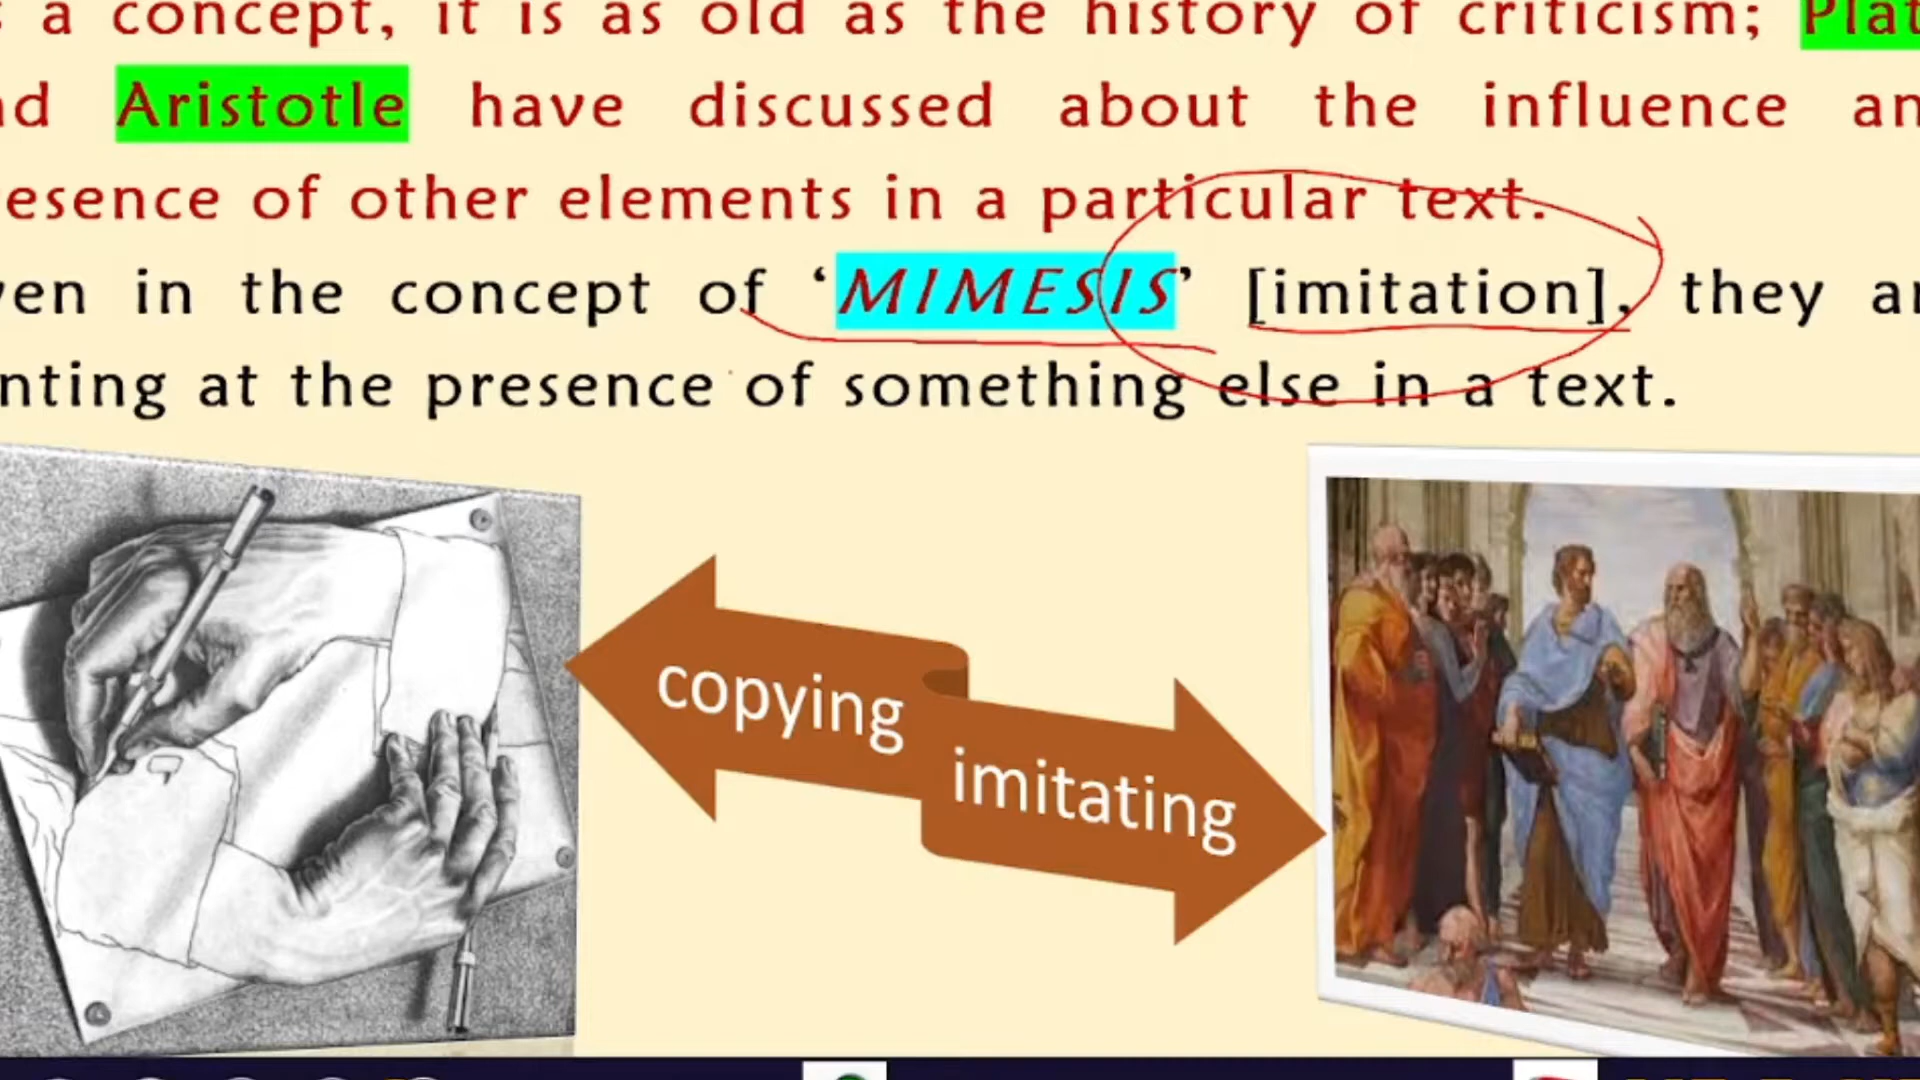 a concept, it is as old as the history of criticism; Plat
Aristotle have discussed about the influence an
esence of other elements in a particular text.
ven in the concept of ‘MIMESIS’ [imitation], they ar
nting at the presence of something else in a text.
copying
imitating